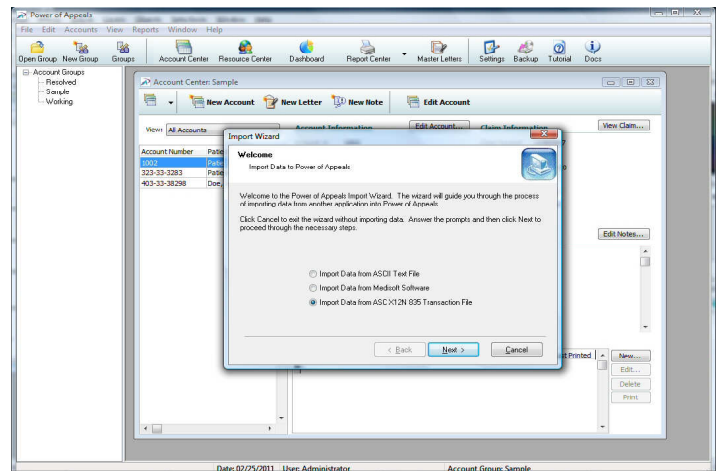 Power of Appeals
File Edit Accounts View Reports Window Help
Open Group New Group Groups Account Center Resource Center Dashboard Report Center Master Letters Settings Backup Tutorial Docs
Account Groups
Resolved
Sample
Working
Account Center: Sample
New Account New Letter New Note Edit Account
View: All Accounts
Account Information Edit Account... Claim Information View Claim...
Account Number
1002
323-33-3283
403-33-38298 Doe,
Import Wizard
Welcome
Import Data to Power of Appeals
Welcome to the Power of Appeals Import Wizard. The wizard will guide you through the process
of importing data from another application into Power of Appeals.
Click Cancel to exit the wizard without importing data. Answer the prompts and then click Next to
proceed through the necessary steps.
Import Data from ASCII Text File
Import Data from Medisoft Software
Import Data from ASC X12N 835 Transaction File
< Back Next > Cancel
Edit Notes...
Printed
New...
Edit...
Delete
Print
Date: 02/25/2011 User: Administrator Account Group: Sample